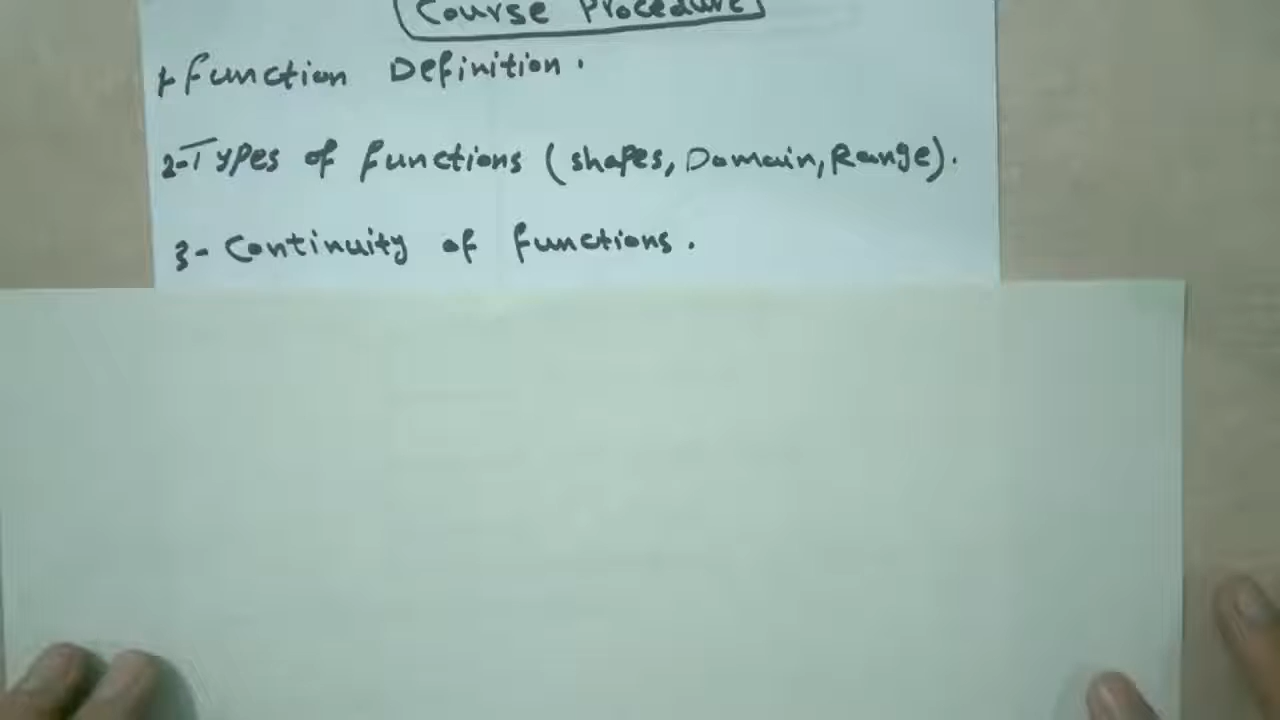 Course Procedure
1- Function Definition.
2- Types of functions (shapes, Domain, Range).
3- Continuity of functions.